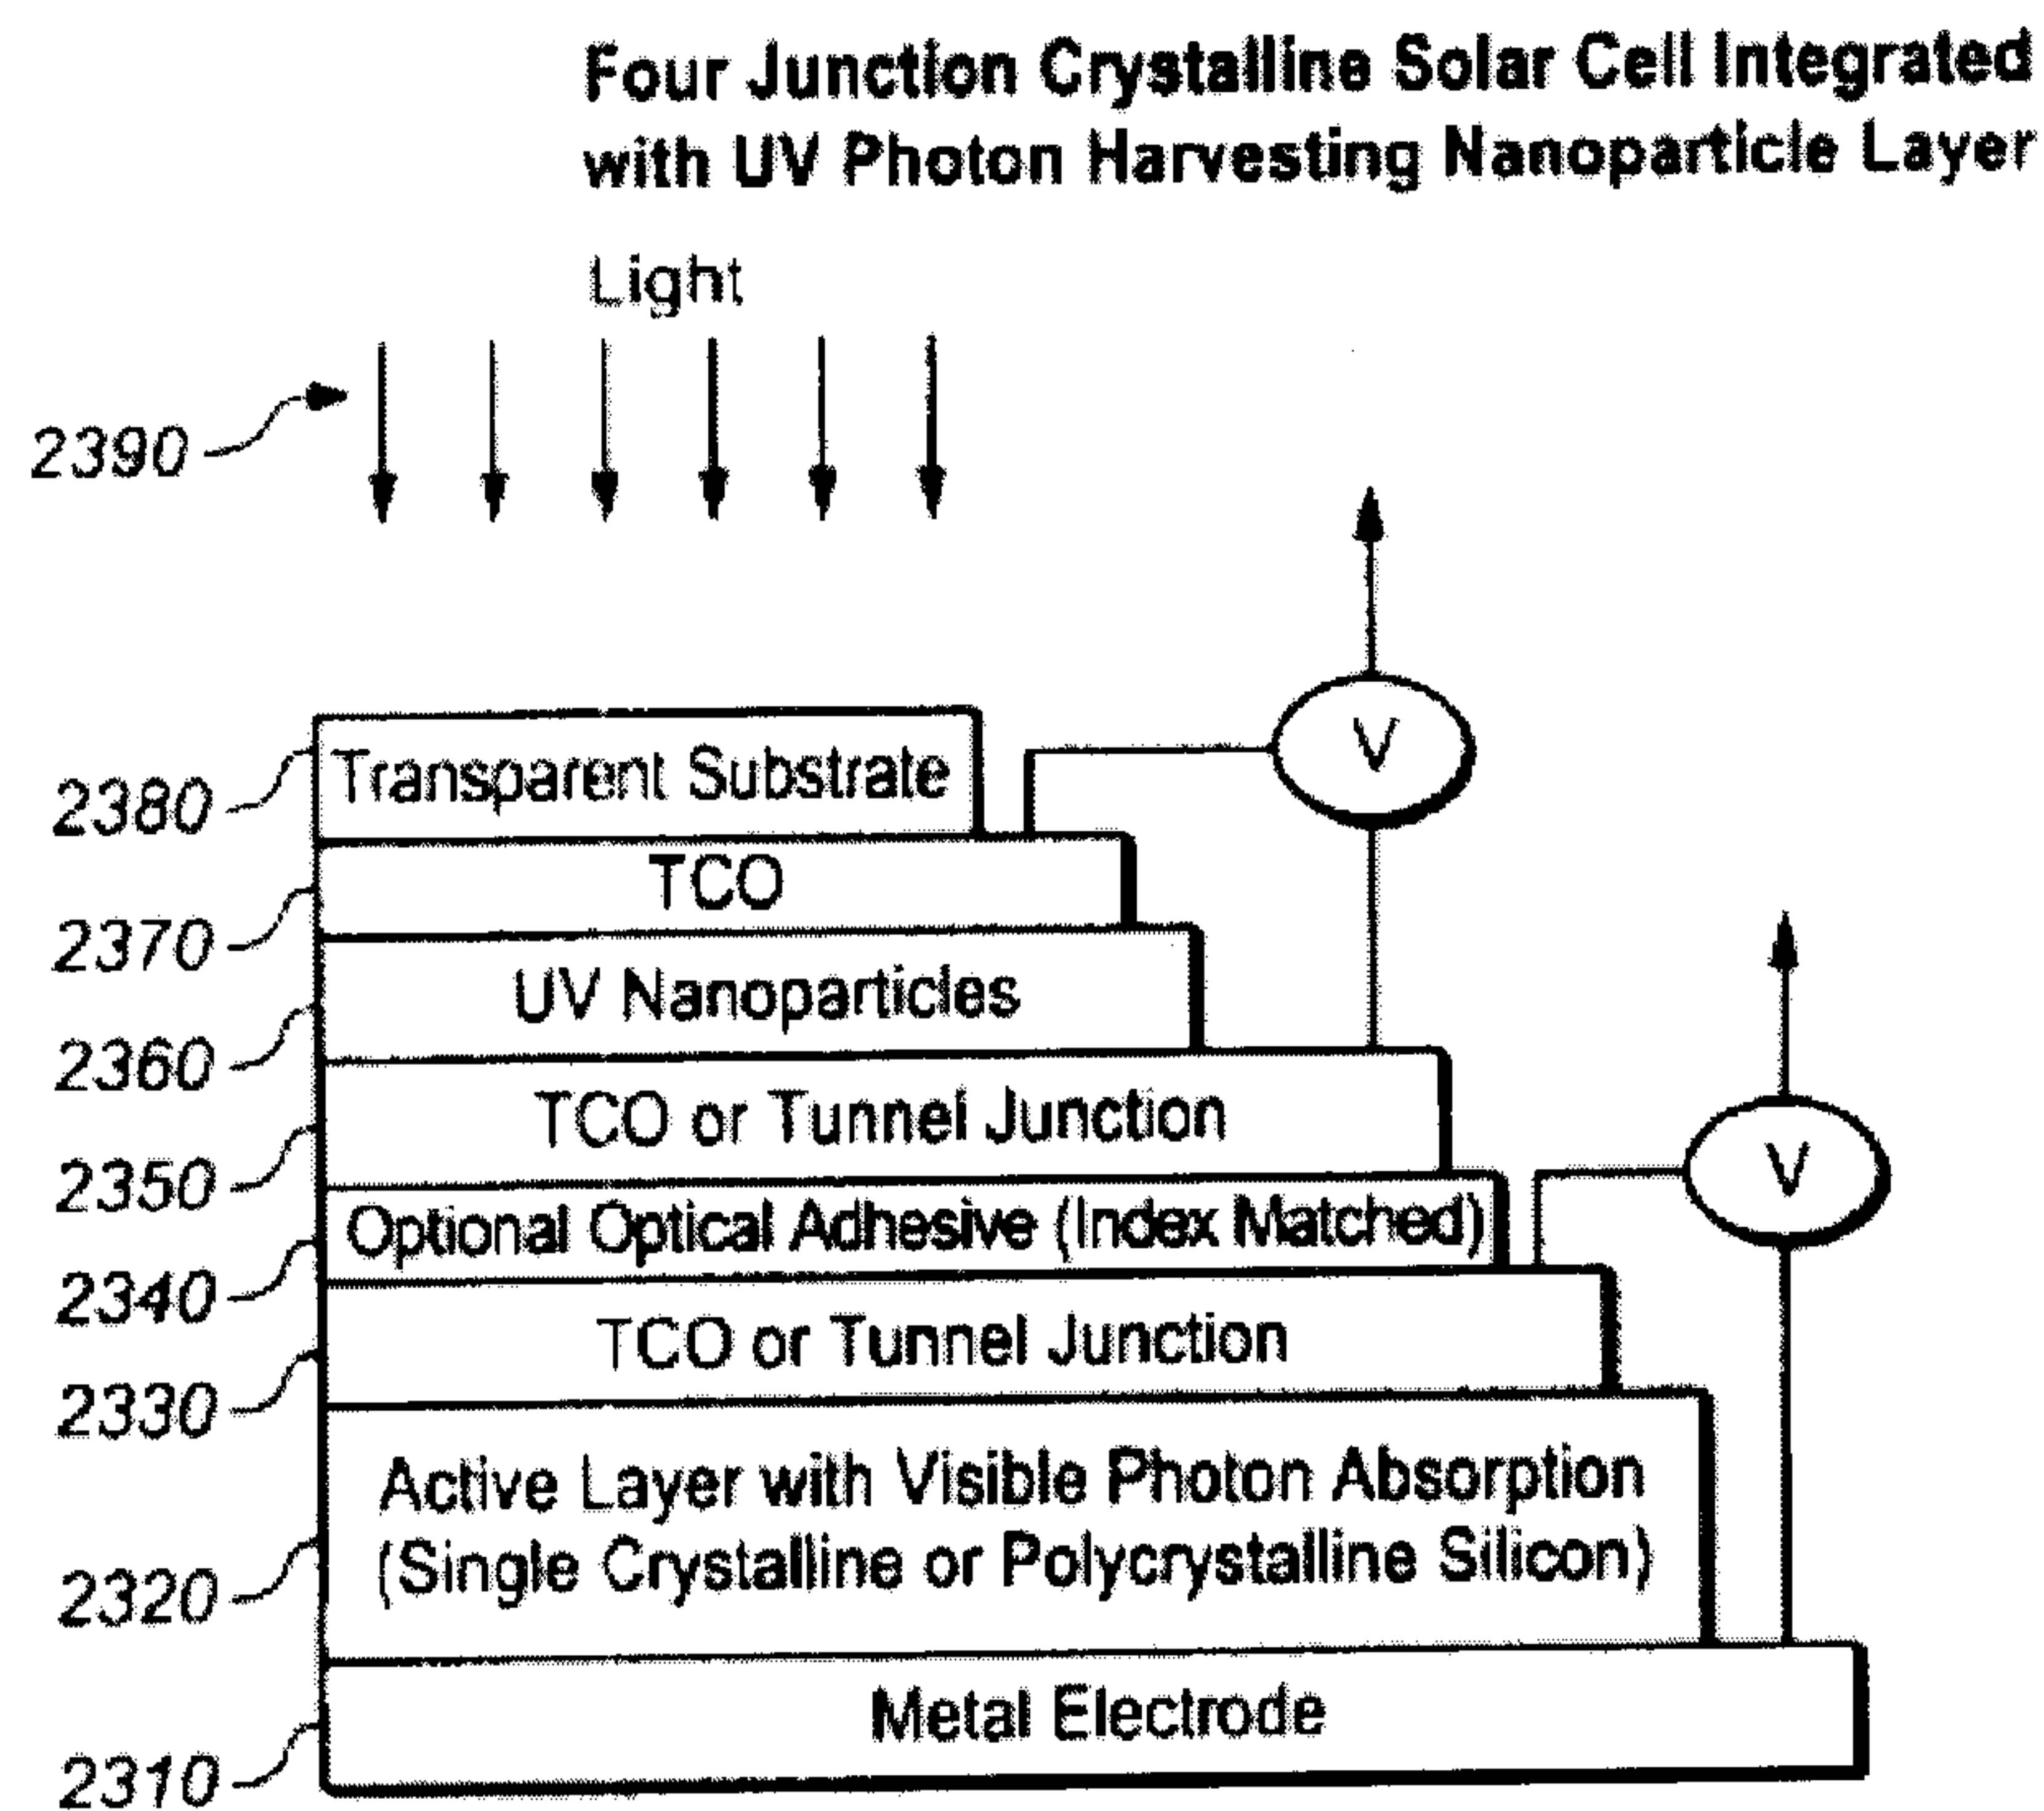 Four Junction Crystalline Solar Cell Integrated
with UV Photon Harvesting Nanoparticle Layer
Light
2390
V
2380
Transparent Substrate
2370
TCO
2360
UV Nanoparticles
2350
TCO or Tunnel Junction
V
2340
Optional Optical Adhesive (Index Matched)
2330
TCO or Tunnel Junction
2320
Active Layer with Visible Photon Absorption
(Single Crystalline or Polycrystalline Silicon)
2310
Metal Electrode